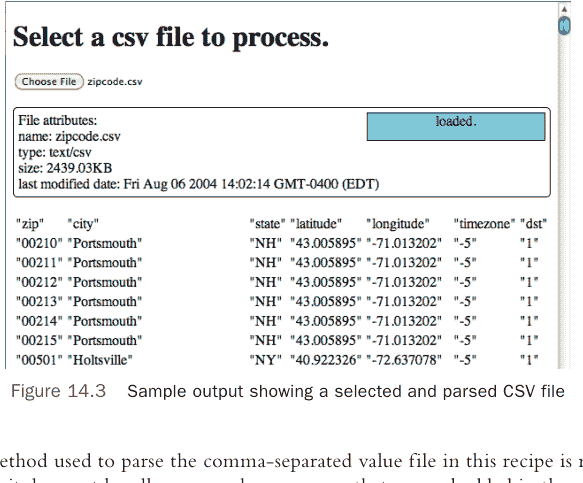 Select a csv file to process.
Choose File zipcode.csv
File attributes:
loaded.
name: zipcode.csv
type: text/csv
size: 2439.03KB
last modified date: Fri Aug 06 2004 14:02:14 GMT-0400 (EDT)
"zip" "city" "state" "latitude" "longitude" "timezone" "dst"
"00210" "Portsmouth" "NH" "43.005895" "-71.013202" "-5" "1"
"00211" "Portsmouth" "NH" "43.005895" "-71.013202" "-5" "1"
"00212" "Portsmouth" "NH" "43.005895" "-71.013202" "-5" "1"
"00213" "Portsmouth" "NH" "43.005895" "-71.013202" "-5" "1"
"00214" "Portsmouth" "NH" "43.005895" "-71.013202" "-5" "1"
"00215" "Portsmouth" "NH" "43.005895" "-71.013202" "-5" "1"
"00501" "Holtsville" "NY" "40.922326" "-72.637078" "-5" "1"
Figure 14.3 Sample output showing a selected and parsed CSV file
ethod used to parse the comma-separated value file in this recipe is